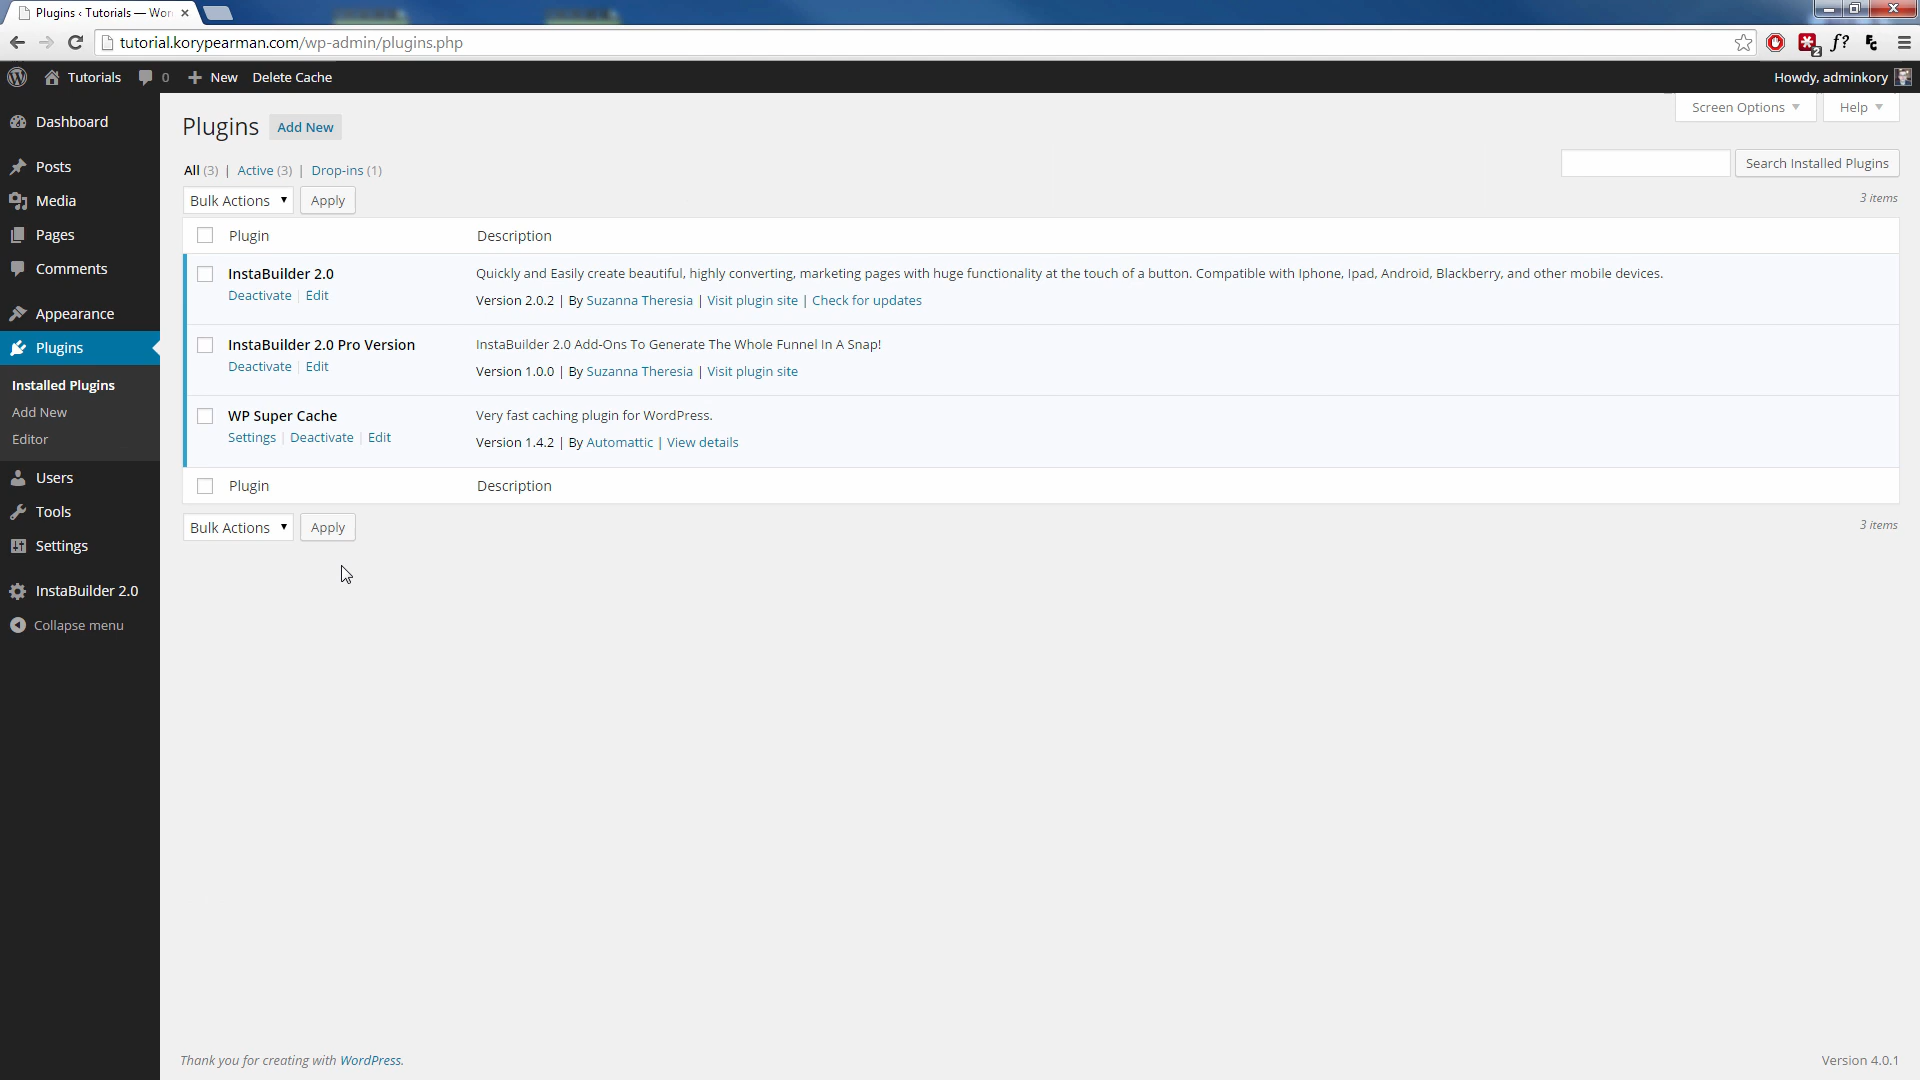 Plugins ‹ Tutorials — Wor
tutorial.korypearman.com/wp-admin/plugins.php
2
f?
Tutorials 0 New Delete Cache
Howdy, adminkory
Dashboard
Posts
Media
Pages
Comments
Appearance
Plugins
Installed Plugins
Add New
Editor
Users
Tools
Settings
InstaBuilder 2.0
Collapse menu
Screen Options Help
Plugins Add New
All (3) | Active (3) | Drop-ins (1)
Search Installed Plugins
Bulk Actions Apply
3 items
Plugin Description
InstaBuilder 2.0
Deactivate | Edit
Quickly and Easily create beautiful, highly converting, marketing pages with huge functionality at the touch of a button. Compatible with Iphone, Ipad, Android, Blackberry, and other mobile devices.
Version 2.0.2 | By Suzanna Theresia | Visit plugin site | Check for updates
InstaBuilder 2.0 Pro Version
Deactivate | Edit
InstaBuilder 2.0 Add-Ons To Generate The Whole Funnel In A Snap!
Version 1.0.0 | By Suzanna Theresia | Visit plugin site
WP Super Cache
Settings | Deactivate | Edit
Very fast caching plugin for WordPress.
Version 1.4.2 | By Automattic | View details
Plugin Description
Bulk Actions Apply
3 items
Thank you for creating with WordPress.
Version 4.0.1